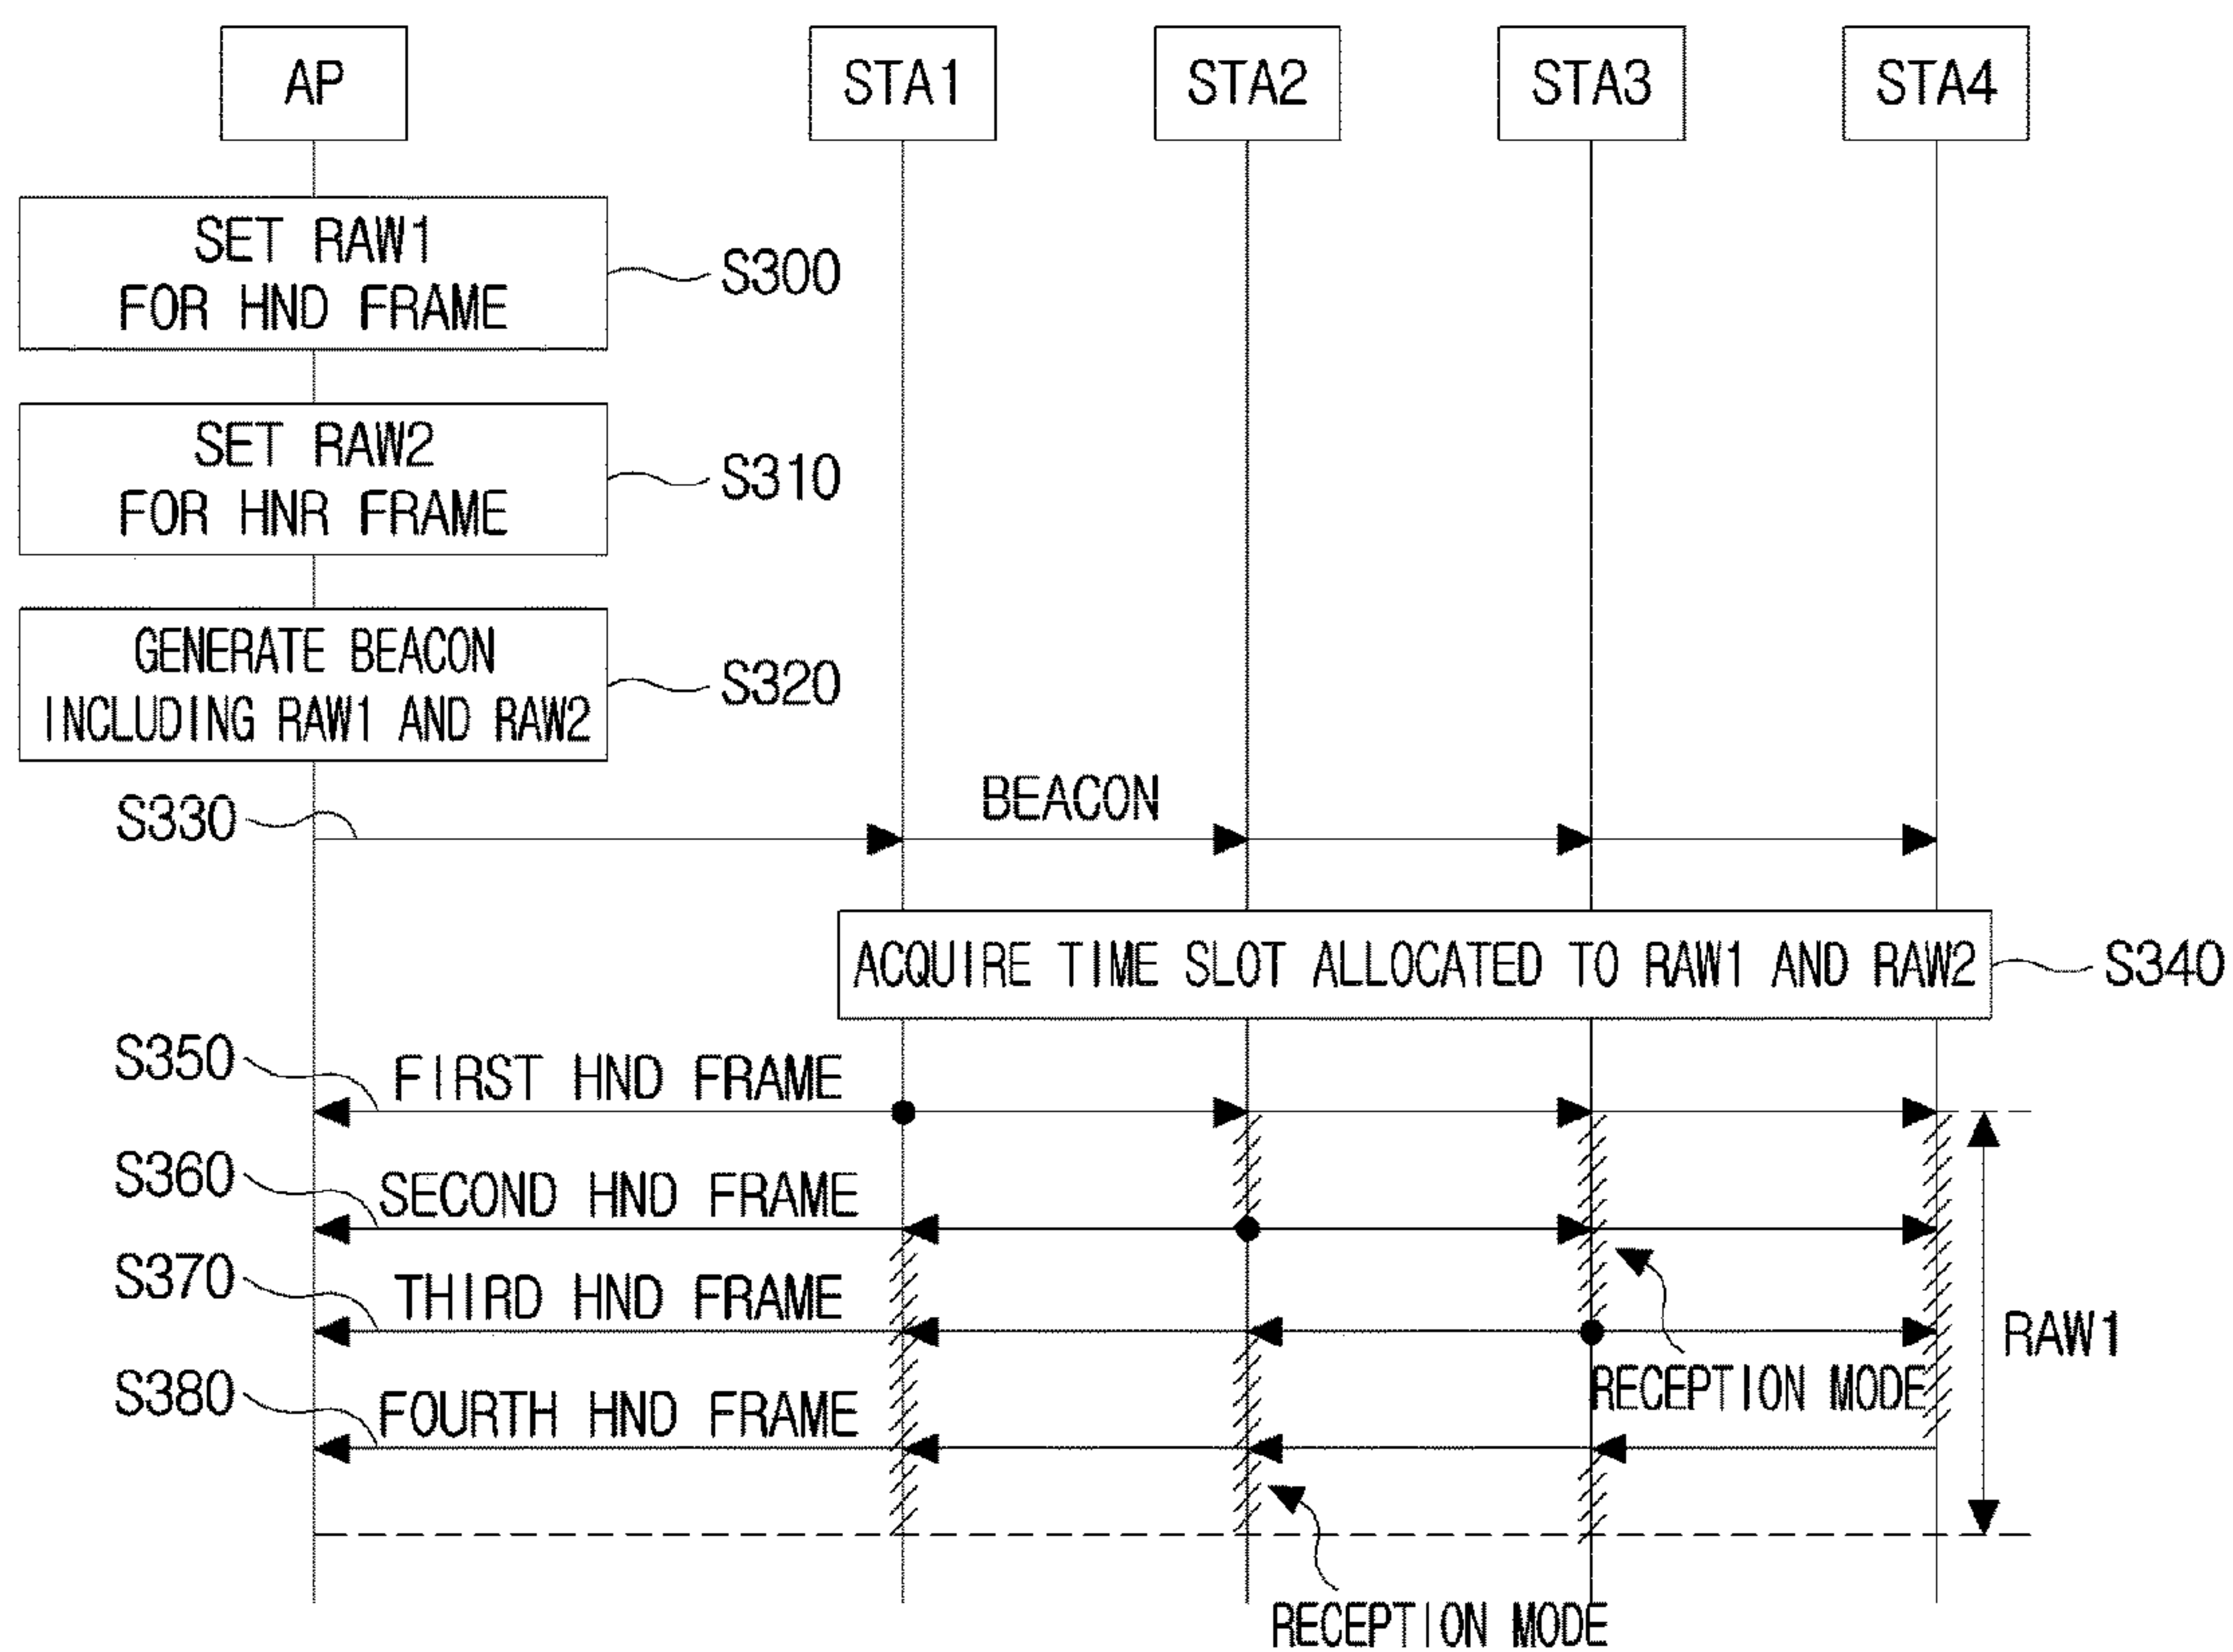 AP
STA1
STA2
STA3
STA4
SET RAW1
FOR HND FRAME
S300
SET RAW2
FOR HNR FRAME
S310
GENERATE BEACON
INCLUDING RAW1 AND RAW2
S320
S330
BEACON
ACQUIRE TIME SLOT ALLOCATED TO RAW1 AND RAW2
S340
S350
FIRST HND FRAME
S360
SECOND HND FRAME
S370
THIRD HND FRAME
RAW1
RECEPTION MODE
S380
FOURTH HND FRAME
RECEPTION MODE